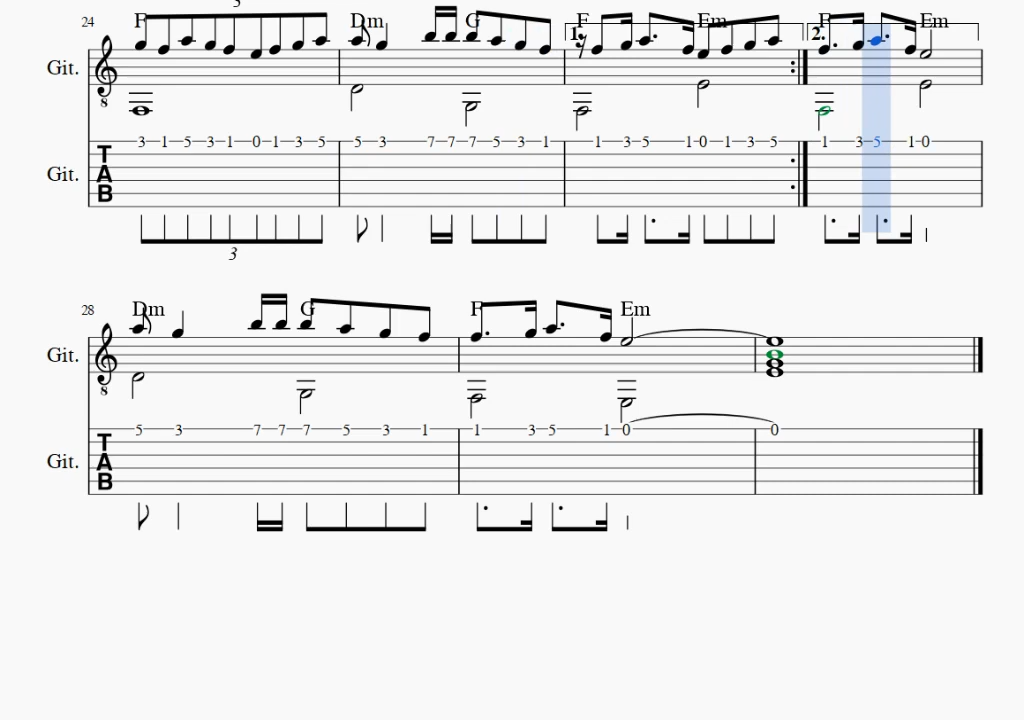 3
24 F Dm G F Em F Em
1. 2.
Git.
8
3 1 5 3 1 0 1 3 5 5 3 7 7 7 5 3 1 1 3 5 1 0 1 3 5 1 3 5 1 0
Git. TAB
3
28 Dm G F Em
Git.
8
5 3 7 7 7 5 3 1 1 3 5 1 0 0
Git. TAB